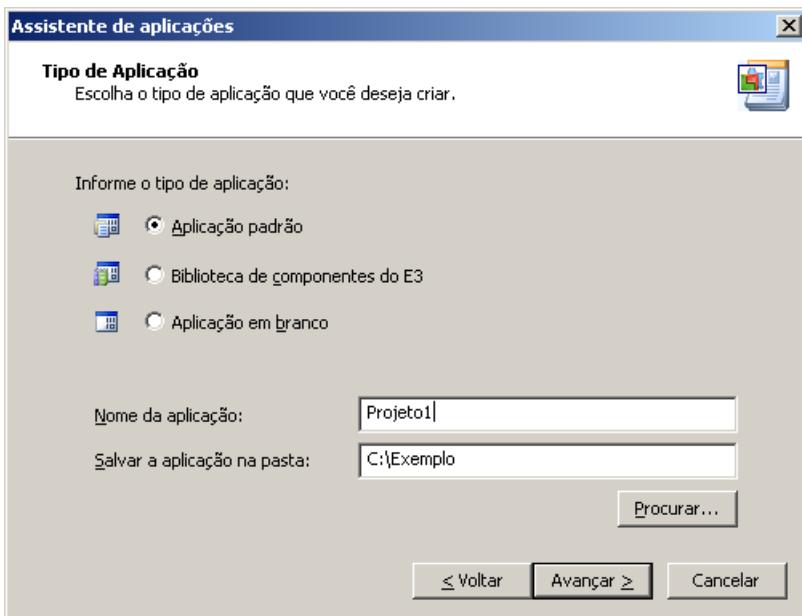 Assistente de aplicações
Tipo de Aplicação
Escolha o tipo de aplicação que você deseja criar.
Informe o tipo de aplicação:
Aplicação padrão
Biblioteca de componentes do E3
Aplicação em branco
Nome da aplicação: Projeto1
Salvar a aplicação na pasta: C:\Exemplo
Procurar...
< Voltar Avançar > Cancelar